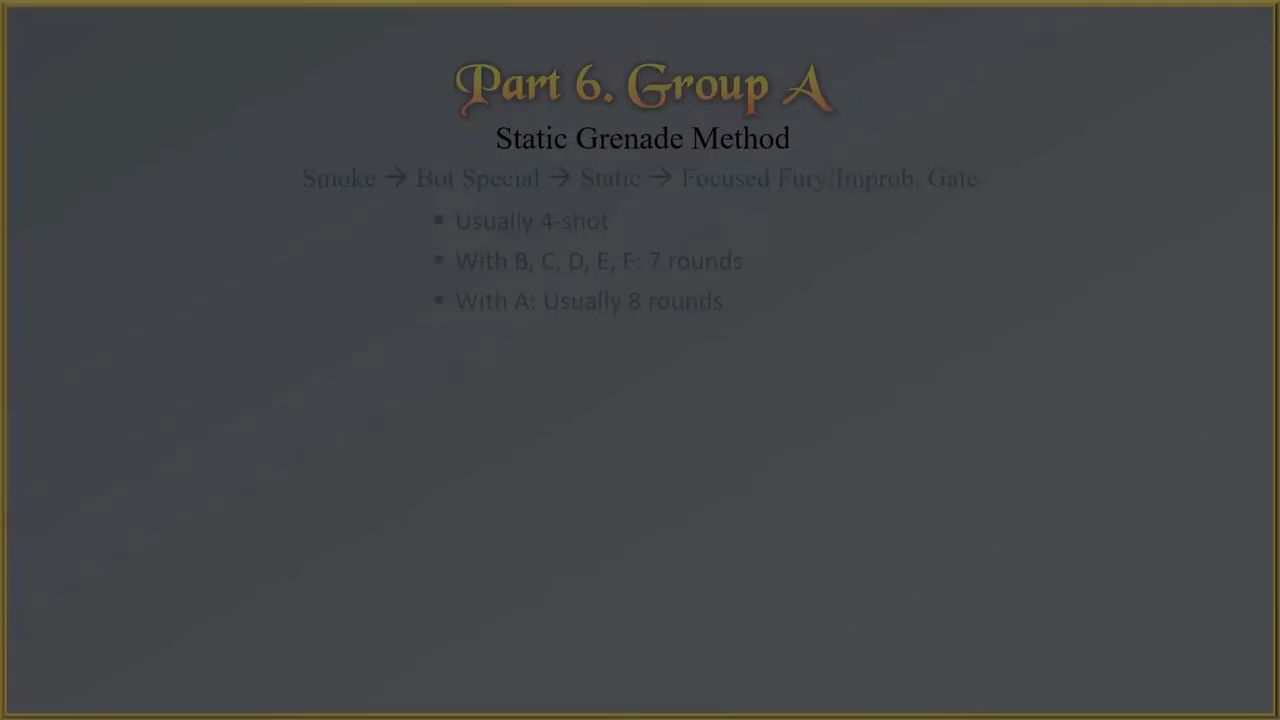 Part 6. Group A
Static Grenade Method
Smoke → Bot Special → Static → Focused Fury/Improb. Gate
▪ Usually 4-shot
▪ With B, C, D, E, F: 7 rounds
▪ With A: Usually 8 rounds